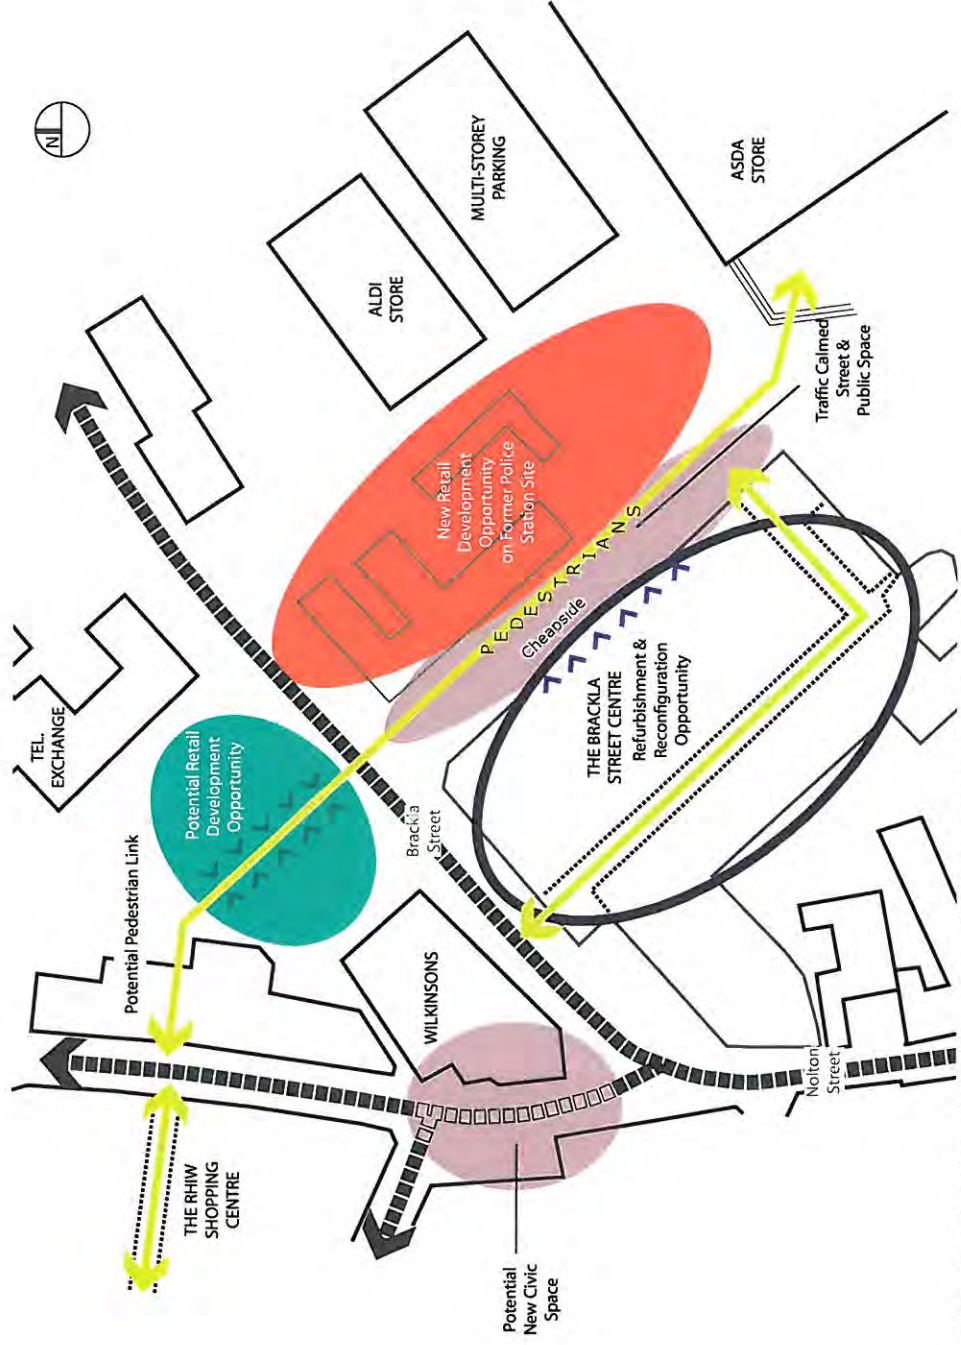 N
MULTI-STOREY
PARKING
ASDA
STORE
ALDI
STORE
Traffic Calmed
Street &
Public Space
New Retail
Development
Opportunity
on Former Police
Station Site
PEDESTRIANS
Cheapside
THE BRACKLA
STREET CENTRE
Refurbishment &
Reconfiguration
Opportunity
TEL.
EXCHANGE
Potential Retail
Development
Opportunity
Brackla
Street
Potential Pedestrian Link
WILKINSONS
Nolton
Street
THE RHIW
SHOPPING
CENTRE
Potential
New Civic
Space